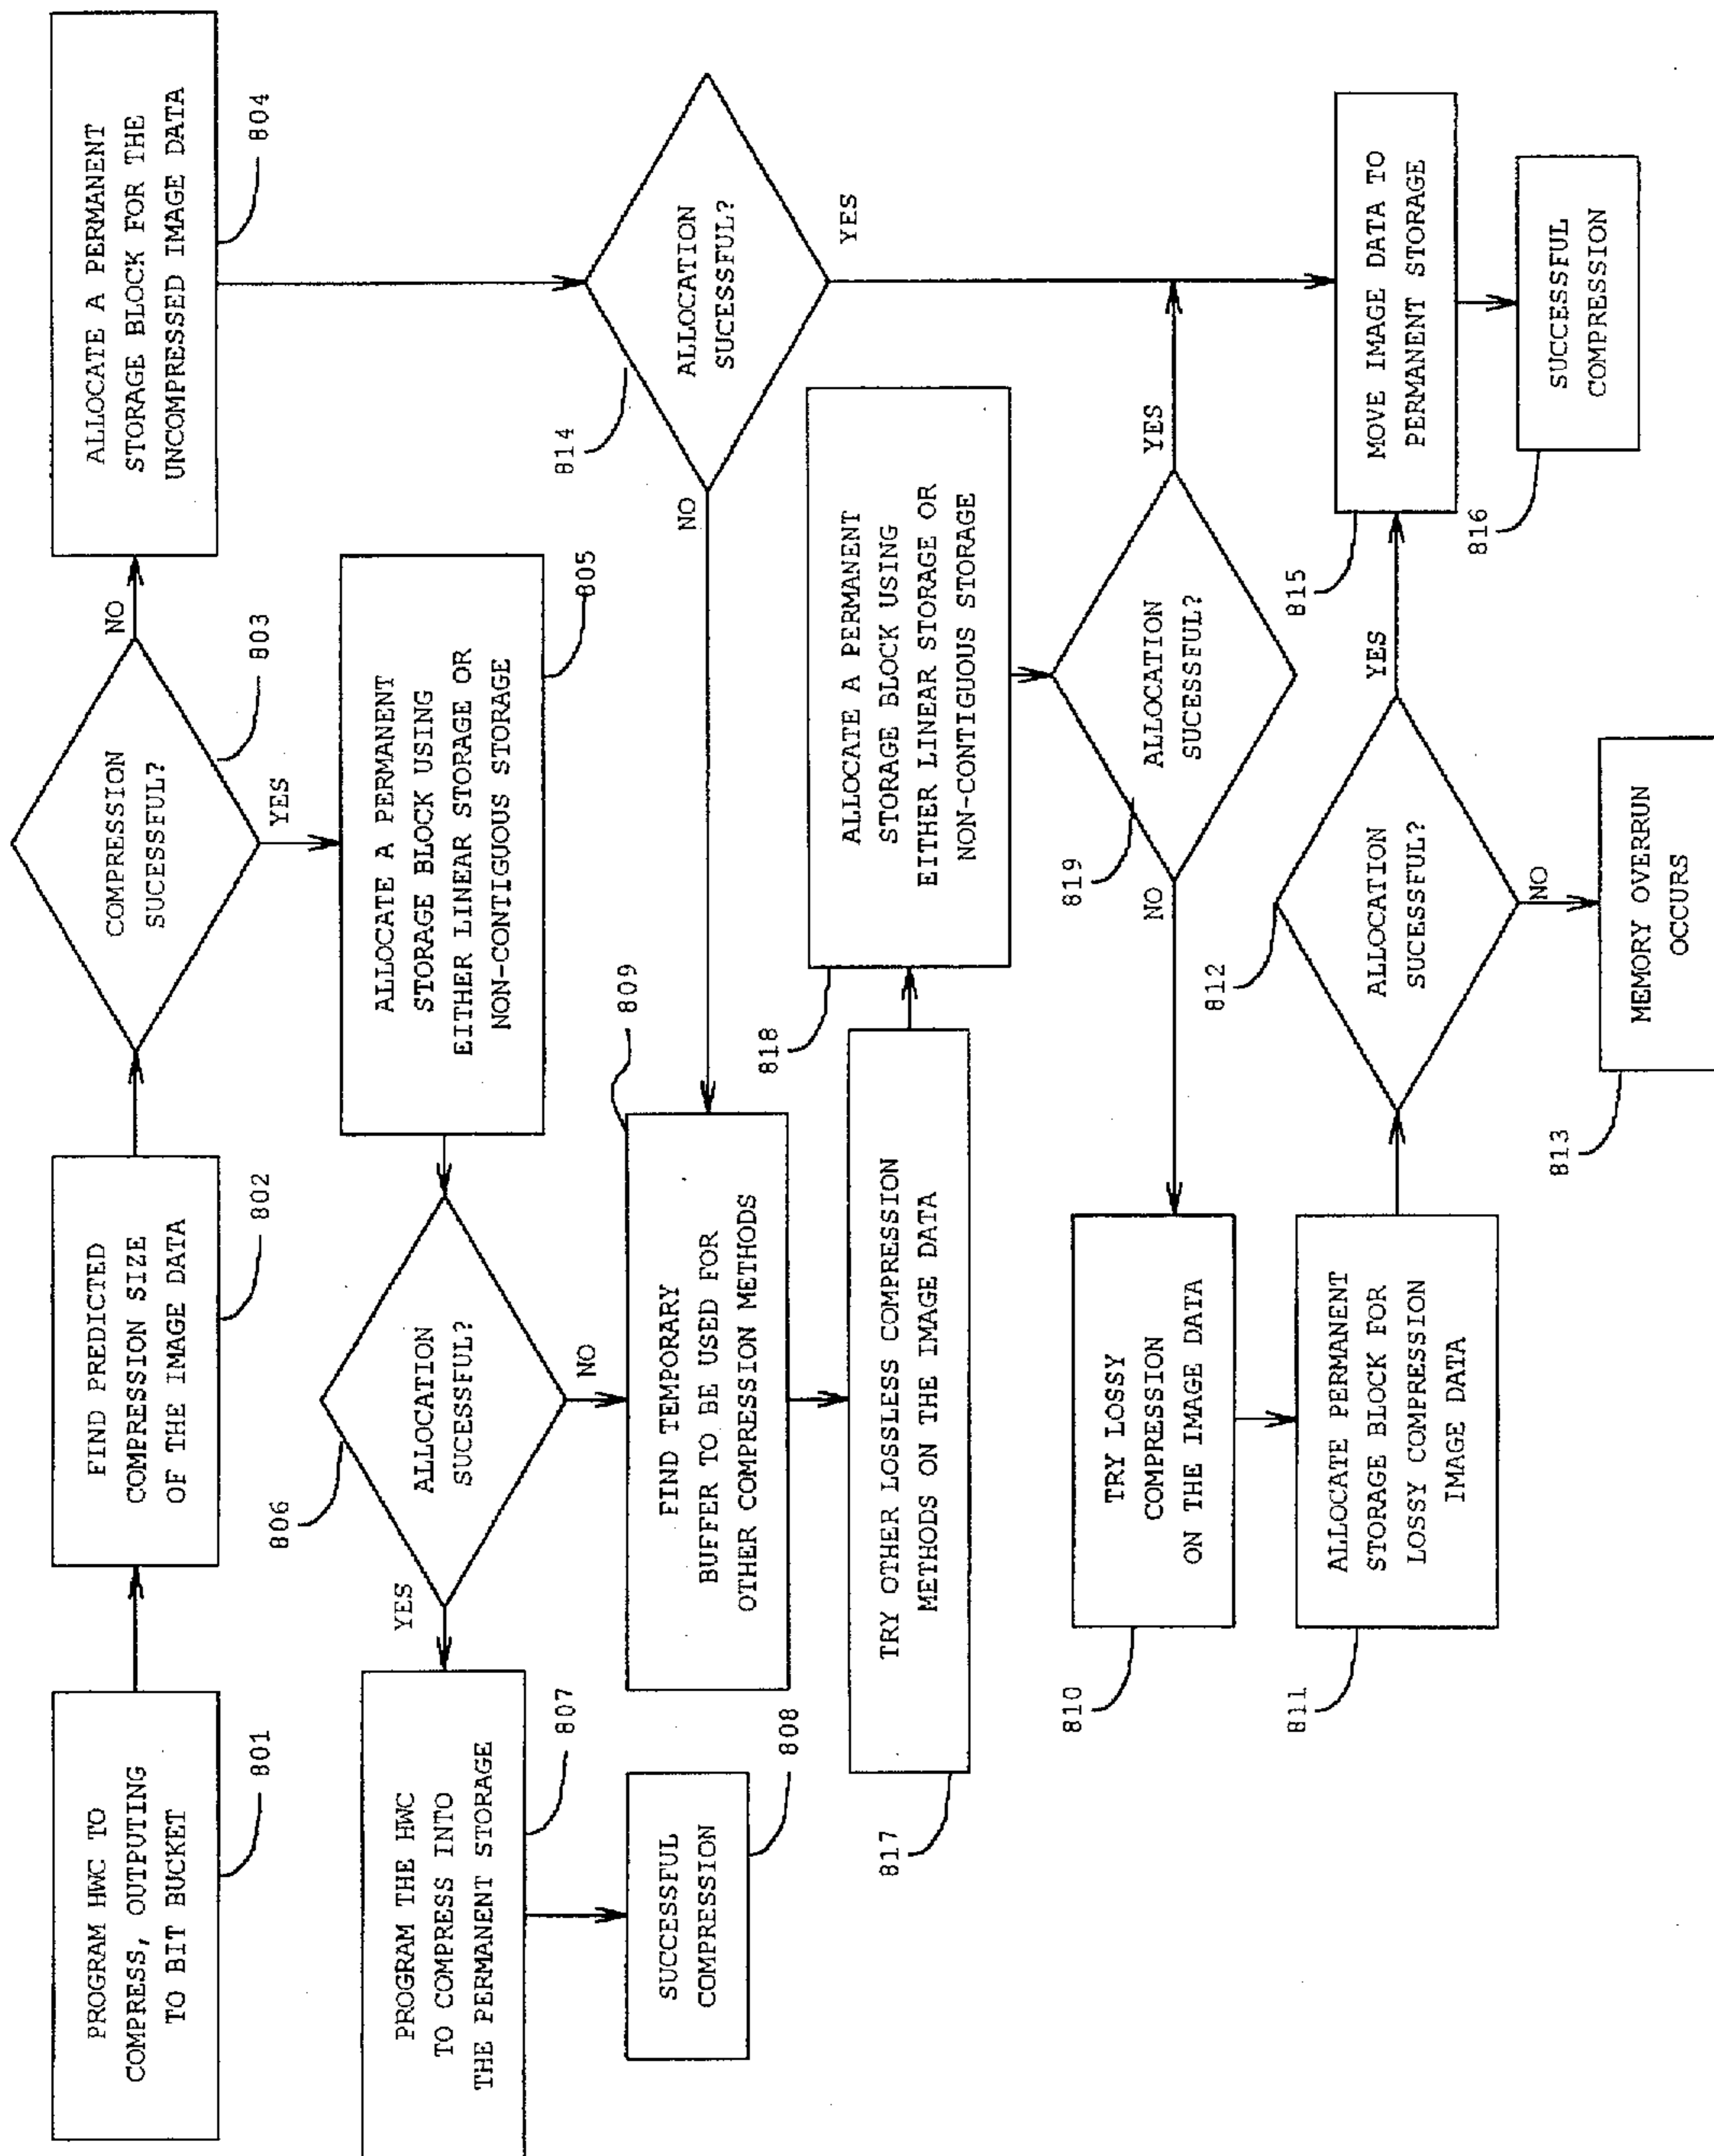 PROGRAM HWC TO
COMPRESS, OUTPUTING
TO BIT BUCKET
801
FIND PREDICTED
COMPRESSION SIZE
OF THE IMAGE DATA
802
COMPRESSION
SUCESSFUL?
803
NO
YES
ALLOCATE A PERMANENT
STORAGE BLOCK FOR THE
UNCOMPRESSED IMAGE DATA
804
ALLOCATE A PERMANENT
STORAGE BLOCK USING
EITHER LINEAR STORAGE OR
NON-CONTIGUOUS STORAGE
805
806
ALLOCATION
SUCESSFUL?
YES
NO
PROGRAM THE HWC
TO COMPRESS INTO
THE PERMANENT STORAGE
807
SUCCESSFUL
COMPRESSION
808
FIND TEMPORARY
BUFFER TO BE USED FOR
OTHER COMPRESSION METHODS
809
814
ALLOCATION
SUCESSFUL?
NO
YES
TRY OTHER LOSSLESS COMPRESSION
METHODS ON THE IMAGE DATA
817
ALLOCATE A PERMANENT
STORAGE BLOCK USING
EITHER LINEAR STORAGE OR
NON-CONTIGUOUS STORAGE
818
ALLOCATION
SUCESSFUL?
819
NO
YES
TRY LOSSY
COMPRESSION
ON THE IMAGE DATA
810
ALLOCATE PERMANENT
STORAGE BLOCK FOR
LOSSY COMPRESSION
IMAGE DATA
811
812
ALLOCATION
SUCESSFUL?
YES
NO
MEMORY OVERRUN
OCCURS
813
MOVE IMAGE DATA TO
PERMANENT STORAGE
815
SUCCESSFUL
COMPRESSION
816